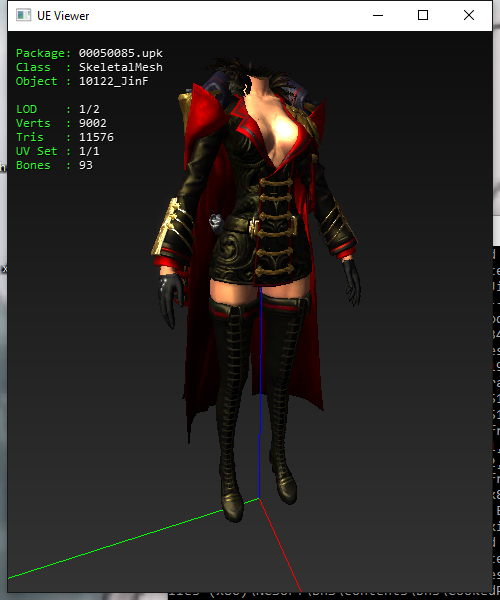 UE Viewer
Package: 00050085.upk
Class : SkeletalMesh
Object : 10122_JinF
LOD : 1/2
Verts : 9002
Tris : 11576
UV Set : 1/1
Bones : 93